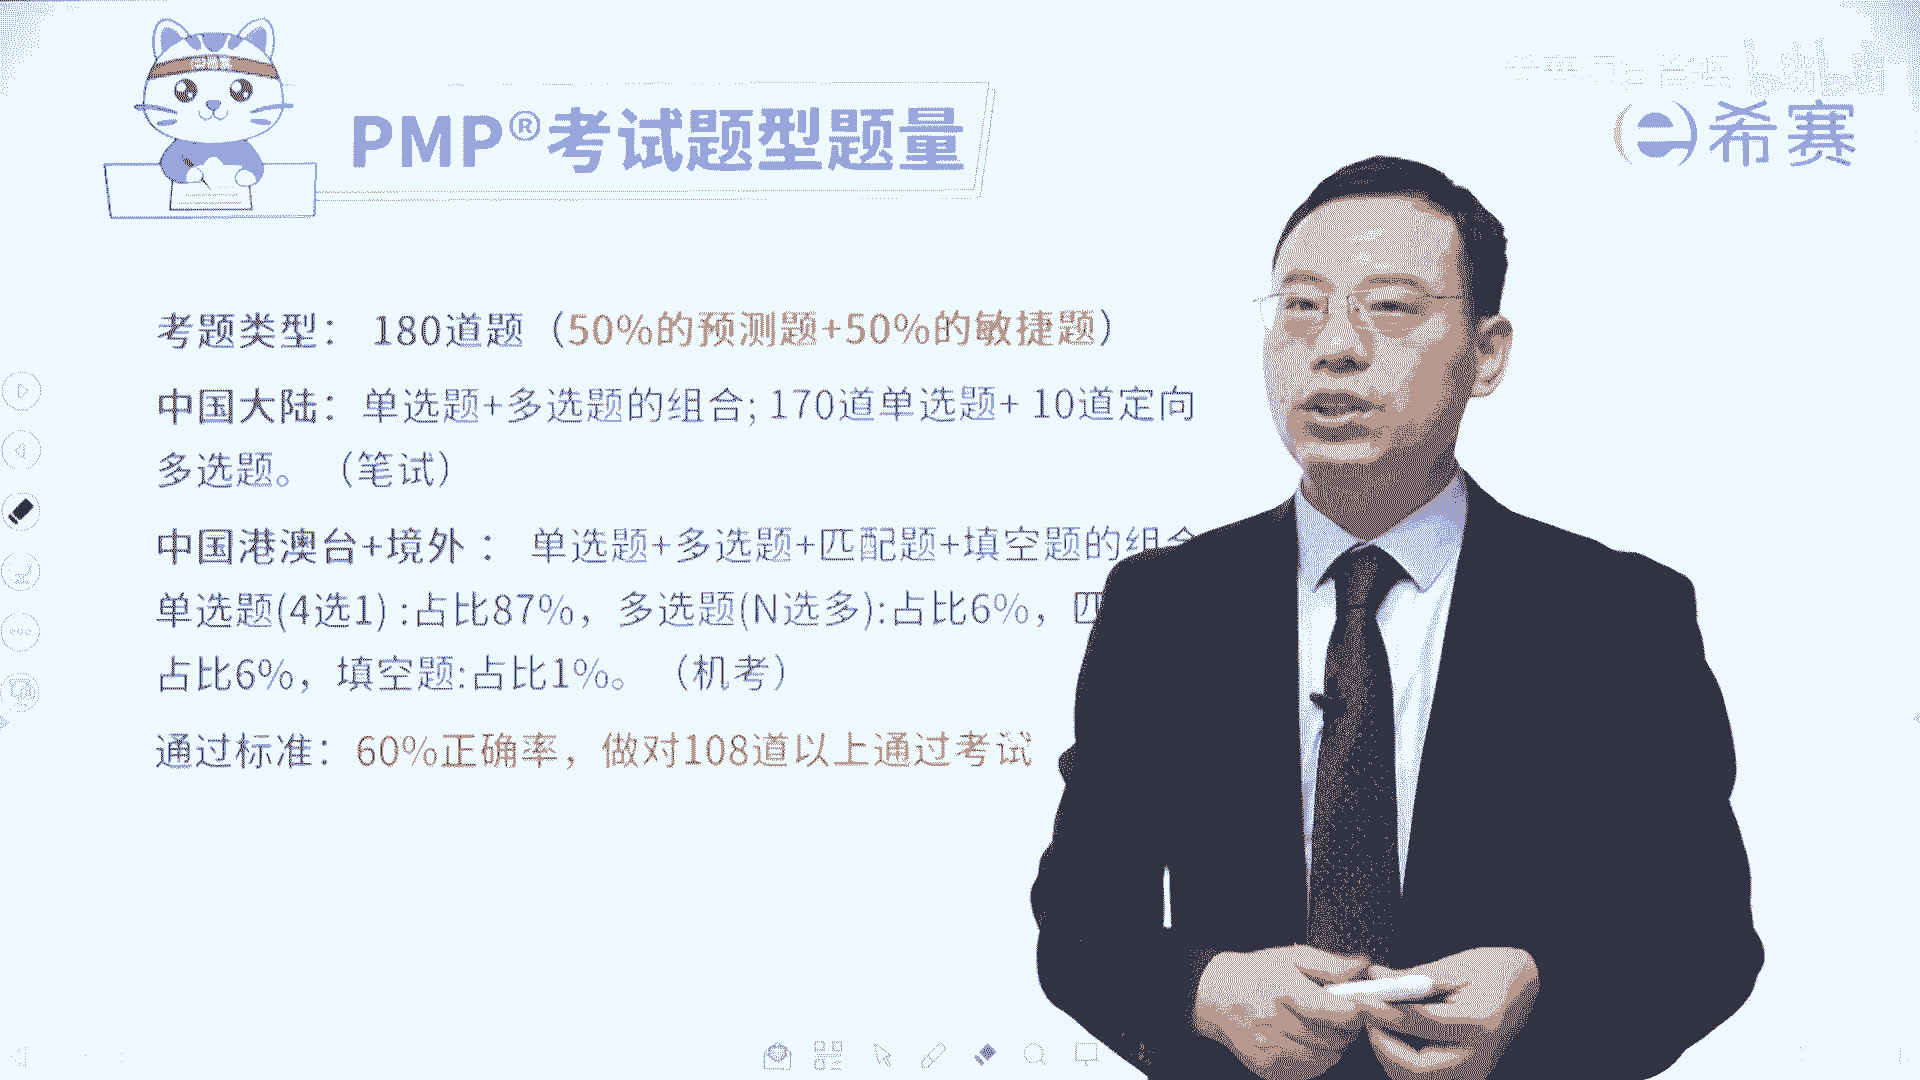 PMP®考试题型题量
希赛
考题类型： 180道题（50%的预测题+50%的敏捷题）
中国大陆：单选题+多选题的组合; 170道单选题+ 10道定向
多选题。（笔试）
中国港澳台+境外 ： 单选题+多选题+匹配题+填空题的组合
单选题(4选1) :占比87%，多选题(N选多):占比6%，匹
占比6%，填空题:占比1%。（机考）
通过标准：60%正确率，做对108道以上通过考试